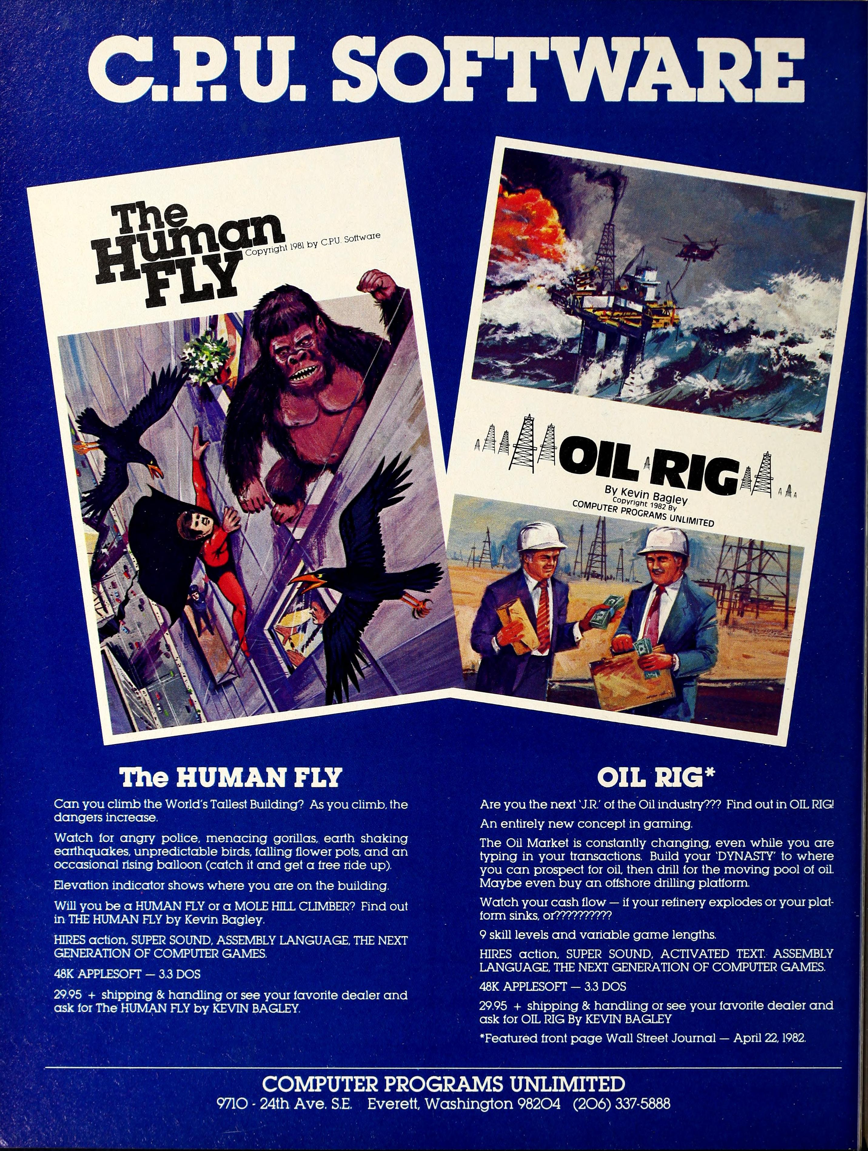 C.P.U. SOFTWARE
The
Human
FLY
Copyright 1981 by C.P.U. Software
OIL RIG
By Kevin Bagley
Copyright 1982 By
COMPUTER PROGRAMS UNLIMITED
The HUMAN FLY
Can you climb the World's Tallest Building? As you climb, the
dangers increase.
Watch for angry police, menacing gorillas, earth shaking
earthquakes, unpredictable birds, falling flower pots, and an
occasional rising balloon (catch it and get a free ride up).
Elevation indicator shows where you are on the building.
Will you be a HUMAN FLY or a MOLE HILL CLIMBER? Find out
in THE HUMAN FLY by Kevin Bagley.
HIRES action, SUPER SOUND, ASSEMBLY LANGUAGE, THE NEXT
GENERATION OF COMPUTER GAMES.
48K APPLESOFT — 3.3 DOS
29.95 + shipping & handling or see your favorite dealer and
ask for The HUMAN FLY by KEVIN BAGLEY.
OIL RIG*
Are you the next 'J.R.' of the Oil industry??? Find out in OIL RIG!
An entirely new concept in gaming.
The Oil Market is constantly changing, even while you are
typing in your transactions. Build your 'DYNASTY' to where
you can prospect for oil, then drill for the moving pool of oil.
Maybe even buy an offshore drilling platform.
Watch your cash flow — if your refinery explodes or your plat-
form sinks, or??????????
9 skill levels and variable game lengths.
HIRES action, SUPER SOUND, ACTIVATED TEXT. ASSEMBLY
LANGUAGE, THE NEXT GENERATION OF COMPUTER GAMES.
48K APPLESOFT — 3.3 DOS
29.95 + shipping & handling or see your favorite dealer and
ask for OIL RIG By KEVIN BAGLEY
*Featured front page Wall Street Journal — April 22, 1982.
COMPUTER PROGRAMS UNLIMITED
9710 - 24th Ave. S.E. Everett, Washington 98204 (206) 337-5888